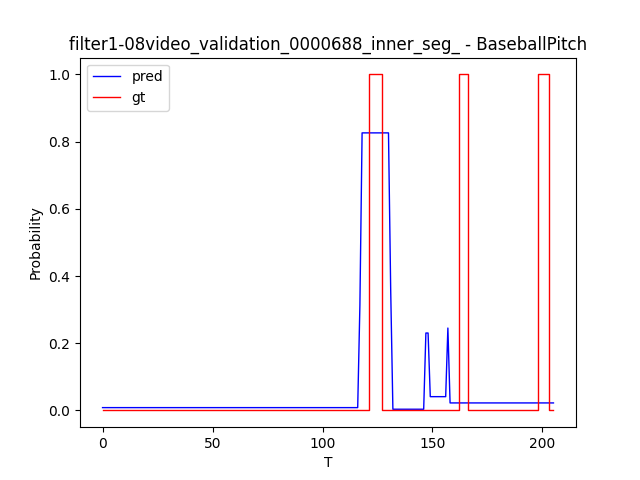 filter1-08video_validation_0000688_inner_seg_ - BaseballPitch
pred
gt
1.0
0.8
0.6
0.4
0.2
0.0
Probability
0
50
100
150
200
T